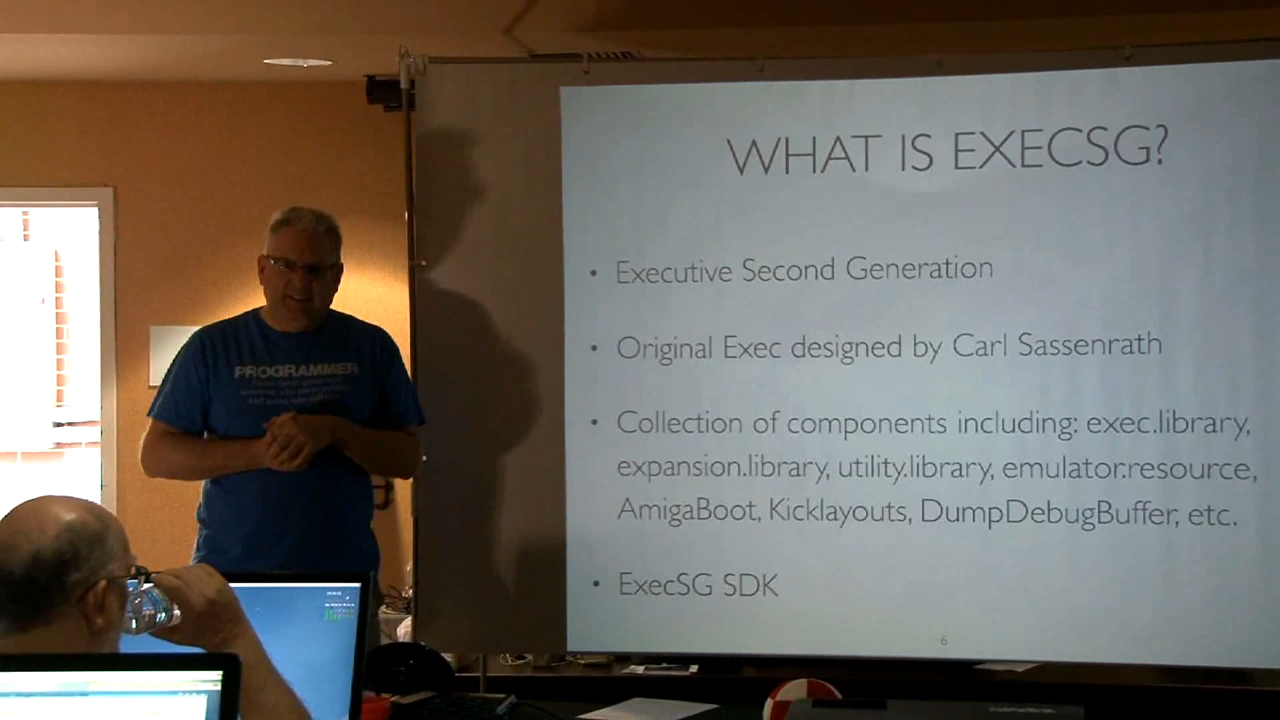 WHAT IS EXECSG?
• Executive Second Generation
• Original Exec designed by Carl Sassenrath
• Collection of components including: exec.library,
expansion.library, utility.library, emulator.resource,
AmigaBoot, Kicklayouts, DumpDebugBuffer, etc.
• ExecSG SDK
6
PROGRAMMER